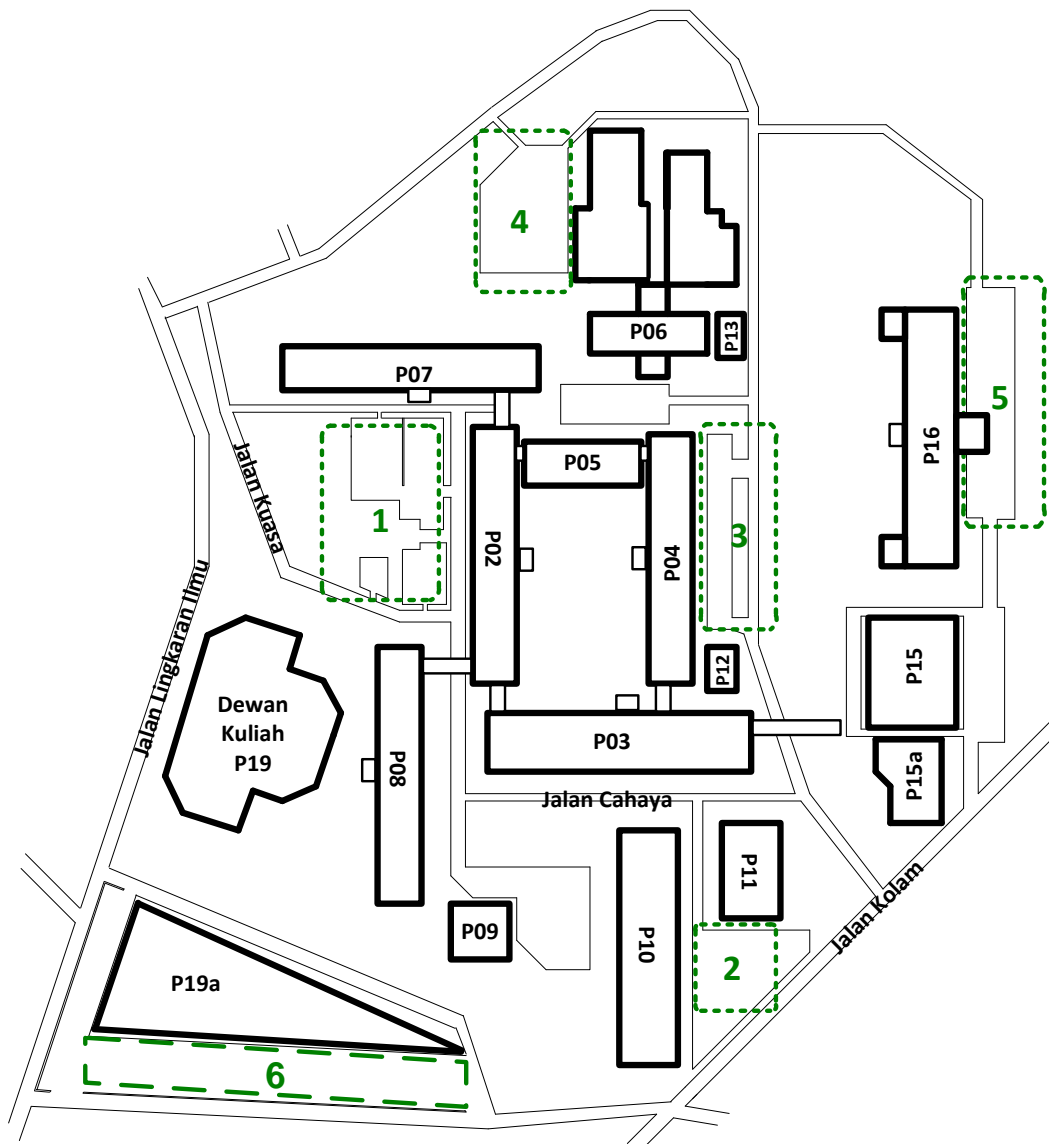 4
P06
P13
P07
5
P16
P05
Jalan Kuasa
1
P02
3
P04
Jalan Lingkaran Ilmu
P12
P15
Dewan
Kuliah
P19
P08
P03
P15a
Jalan Cahaya
P11
Jalan Kolam
P09
P10
2
P19a
6